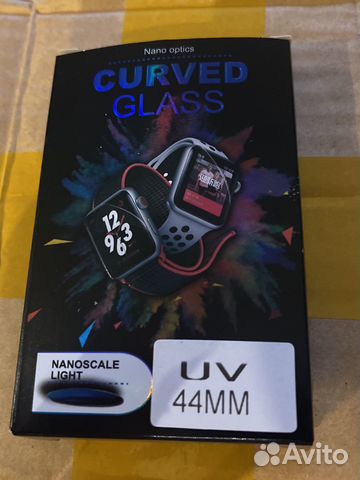 Nano optics
CURVED
GLASS
12
9 3
6
NANOSCALE
LIGHT
UV
44MM
Avito